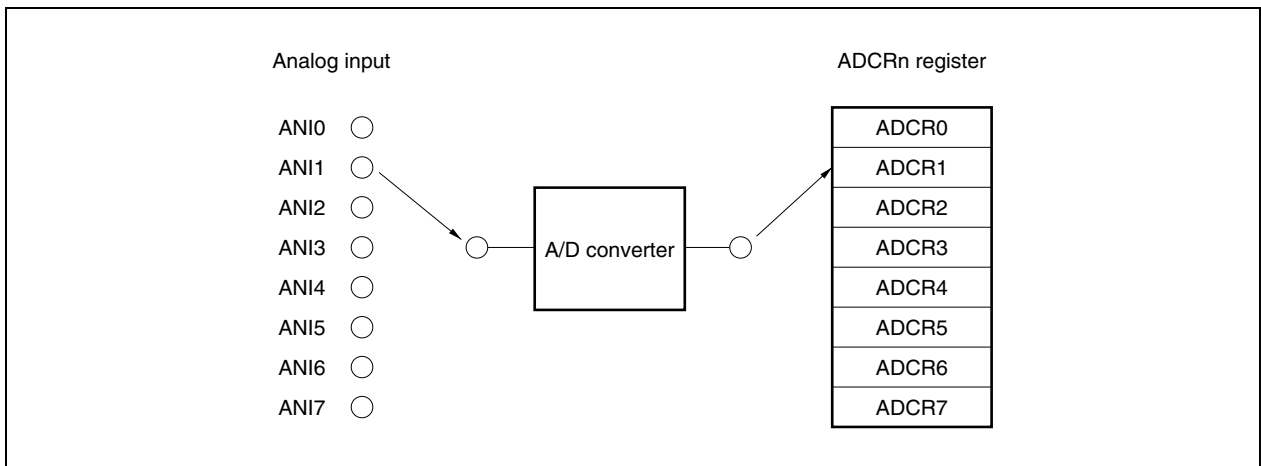 Analog input
ADCRn register
ANI0
ADCR0
ANI1
ADCR1
ANI2
ADCR2
ANI3
A/D converter
ADCR3
ANI4
ADCR4
ANI5
ADCR5
ANI6
ADCR6
ANI7
ADCR7